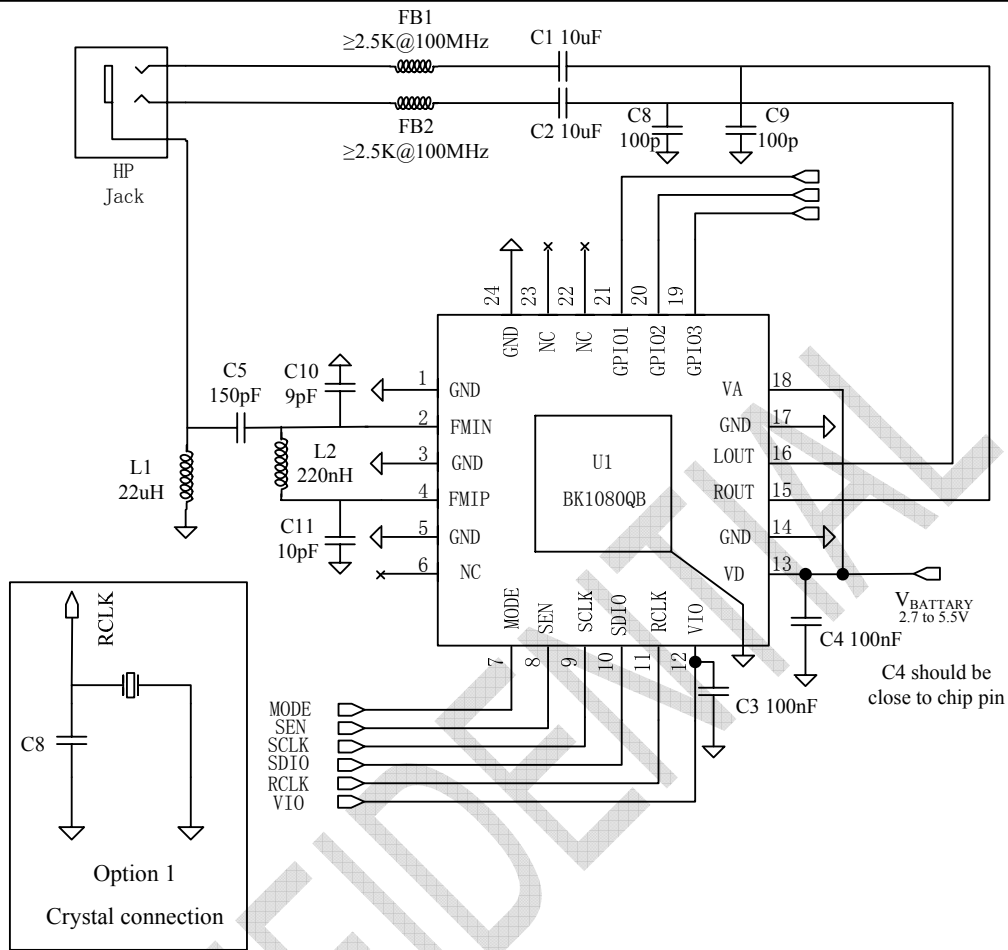 FB1
≥2.5K@100MHz
C1 10uF
C2 10uF
FB2
≥2.5K@100MHz
C8
100p
C9
100p
HP
Jack
24
23
22
21
20
19
GND
NC
NC
GPIO1
GPIO2
GPIO3
C5
150pF
C10
9pF
L1
22uH
L2
220nH
C11
10pF
1
GND
2
FMIN
3
GND
4
FMIP
5
GND
6
NC
U1
BK1080QB
VA
18
GND
17
LOUT
16
ROUT
15
GND
14
VD
13
MODE
SEN
SCLK
SDIO
RCLK
VIO
7
8
9
10
11
12
VBATTARY
2.7 to 5.5V
C4 100nF
C4 should be
close to chip pin
C3 100nF
MODE
SEN
SCLK
SDIO
RCLK
VIO
RCLK
C8
Option 1
Crystal connection